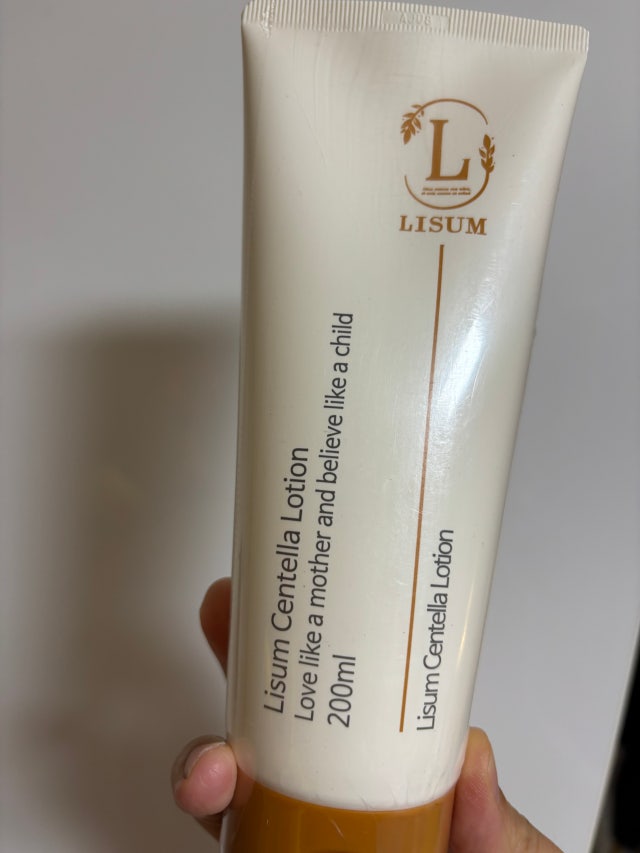 L
LISUM
Lisum Centella Lotion
Love like a mother and believe like a child
200ml
Lisum Centella Lotion